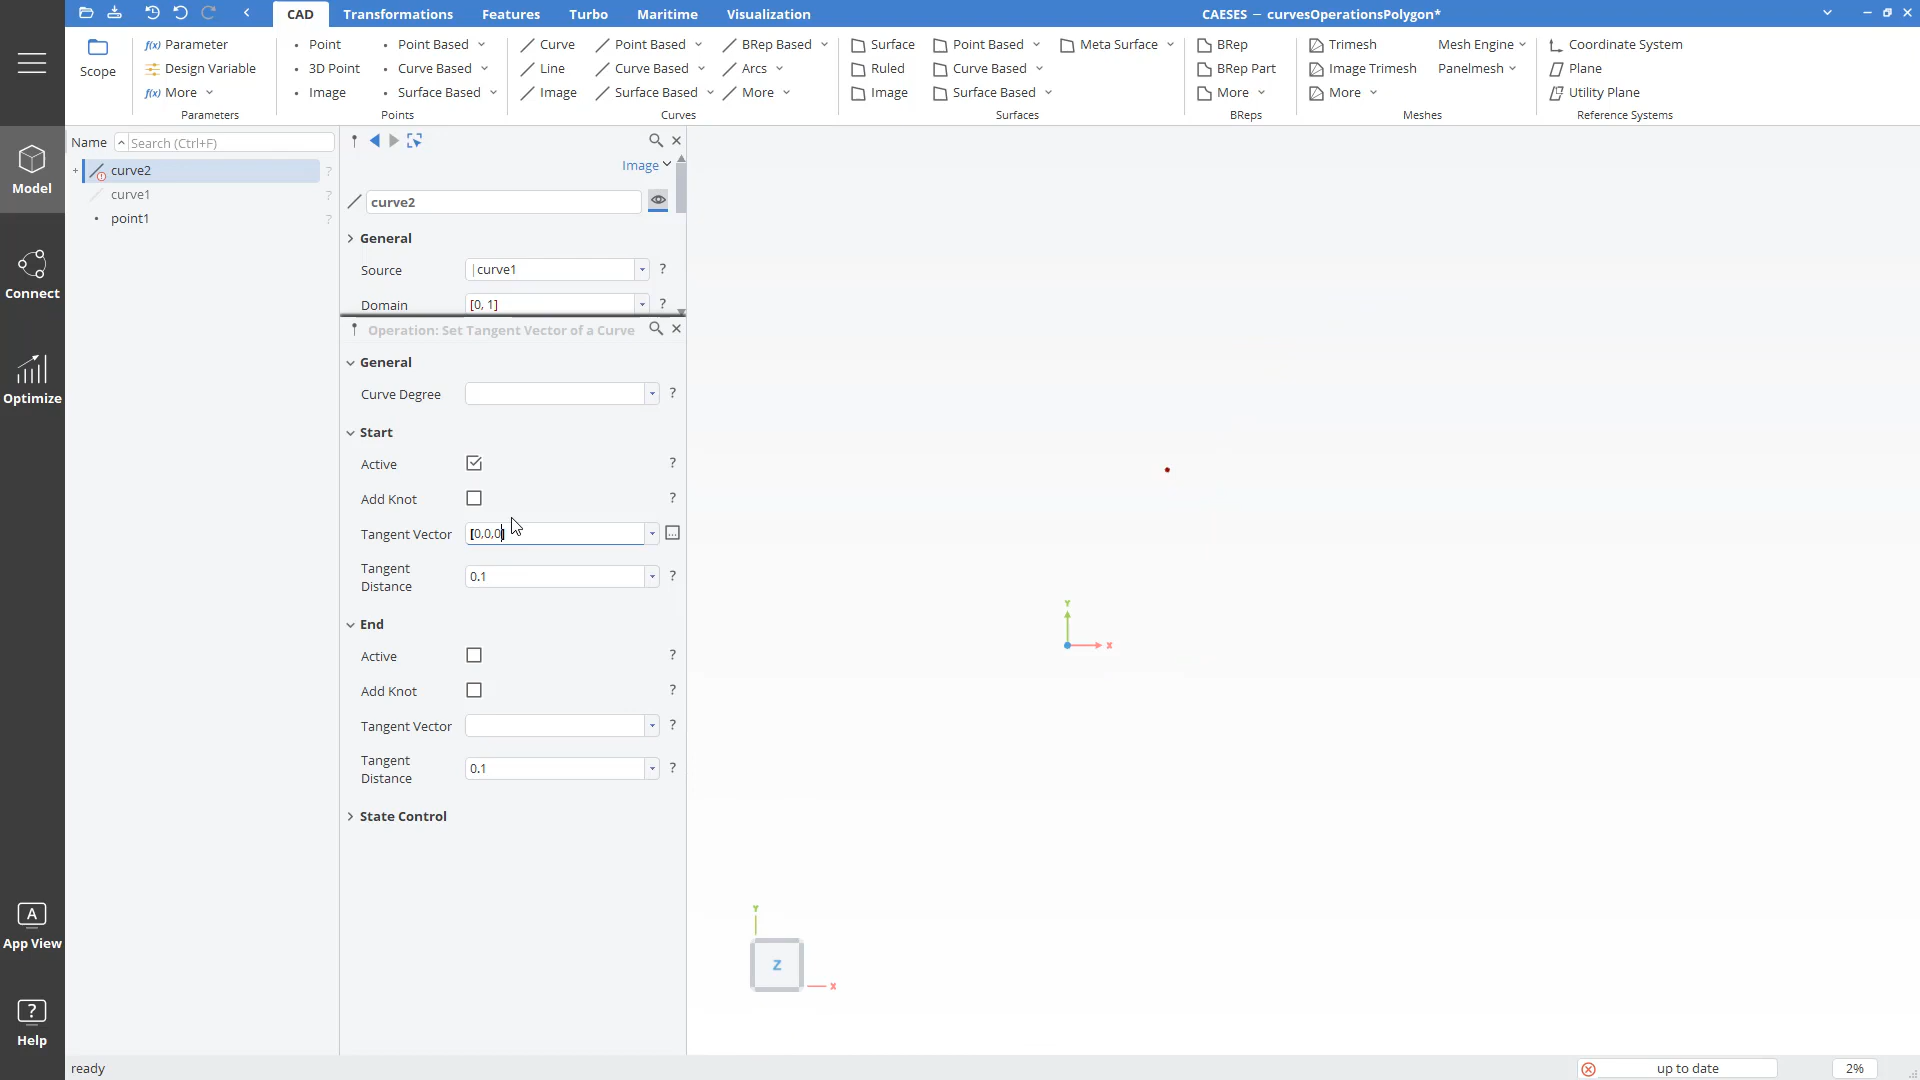 CAD
Transformations
Features
Turbo
Maritime
Visualization
CAESES — curvesOperationsPolygon*
Scope
f(x) Parameter
Design Variable
f(x) More
Parameters
Point
3D Point
Image
Point Based
Curve Based
Surface Based
Points
Curve
Line
Image
Point Based
Curve Based
Surface Based
BRep Based
Arcs
More
Curves
Surface
Ruled
Image
Point Based
Curve Based
Surface Based
Meta Surface
Surfaces
BRep
BRep Part
More
BReps
Trimesh
Image Trimesh
More
Mesh Engine
Panelmesh
Meshes
Coordinate System
Plane
Utility Plane
Reference Systems
Model
Connect
Optimize
App View
Help
Name
Search (Ctrl+F)
curve2 ?
curve1 ?
point1 ?
Image
curve2
General
Source |curve1 ?
Domain [0, 1] ?
Operation: Set Tangent Vector of a Curve
General
Curve Degree ?
Start
Active ?
Add Knot ?
Tangent Vector [0,0,0] ...
Tangent Distance 0.1 ?
End
Active ?
Add Knot ?
Tangent Vector ?
Tangent Distance 0.1 ?
State Control
Y
X
Y
Z
X
ready
up to date
2%